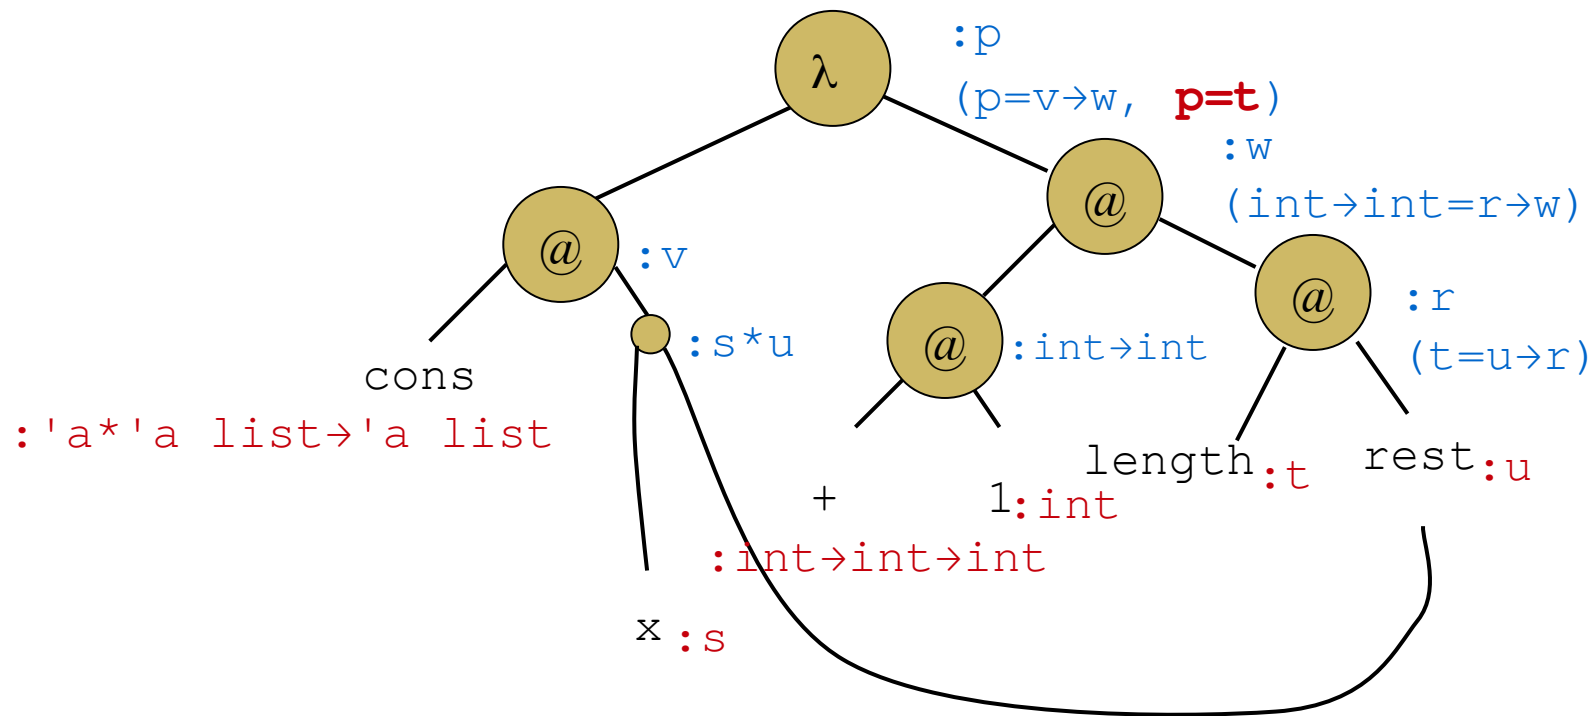 :p
λ
(p=v→w, p=t)
:w
@
(int→int=r→w)
@
:v
@
:r
:s*u
@
:int→int
(t=u→r)
cons
:'a*'a list→'a list
length:t
rest:u
+
1:int
:int→int→int
x:s